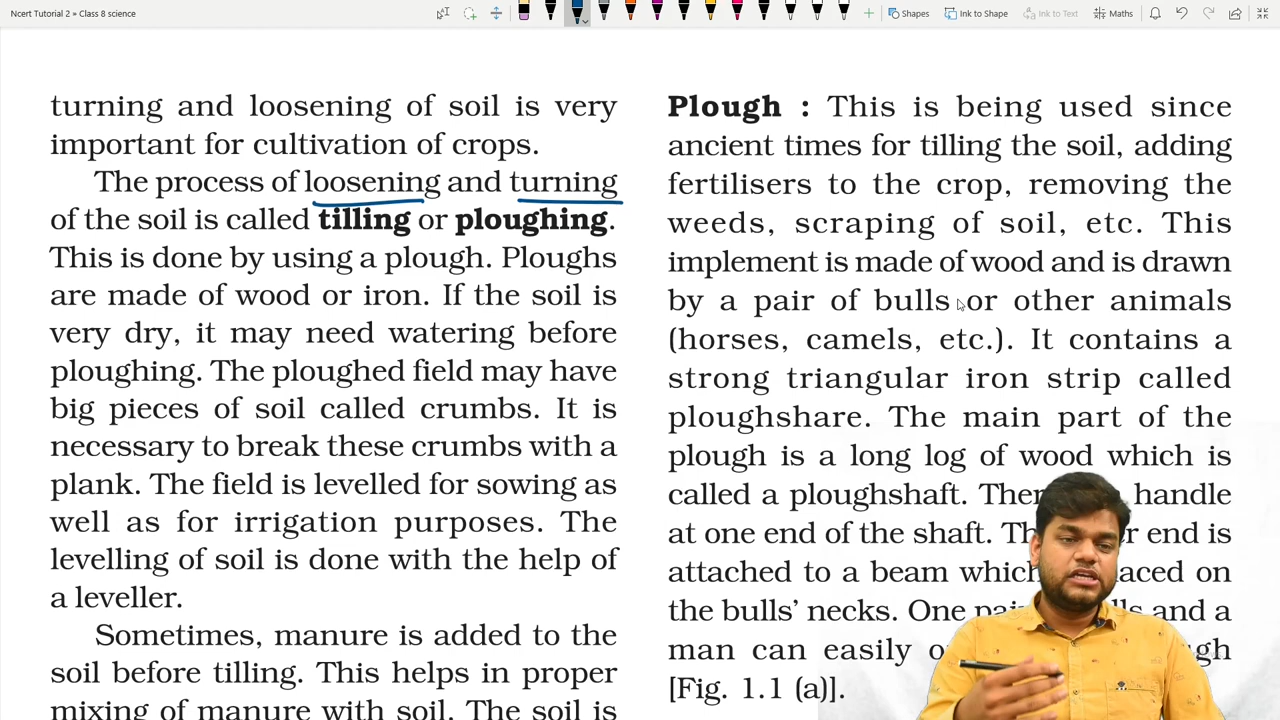 Ncert Tutorial 2 » Class 8 science
Shapes
Ink to Shape
Ink to Text
Maths
turning and loosening of soil is very
important for cultivation of crops.
The process of loosening and turning
of the soil is called tilling or ploughing.
This is done by using a plough. Ploughs
are made of wood or iron. If the soil is
very dry, it may need watering before
ploughing. The ploughed field may have
big pieces of soil called crumbs. It is
necessary to break these crumbs with a
plank. The field is levelled for sowing as
well as for irrigation purposes. The
levelling of soil is done with the help of
a leveller.
Sometimes, manure is added to the
soil before tilling. This helps in proper
mixing of manure with soil. The soil is
Plough : This is being used since
ancient times for tilling the soil, adding
fertilisers to the crop, removing the
weeds, scraping of soil, etc. This
implement is made of wood and is drawn
by a pair of bulls or other animals
(horses, camels, etc.). It contains a
strong triangular iron strip called
ploughshare. The main part of the
plough is a long log of wood which is
called a ploughshaft. handle
at one end of the shaft. end is
attached to a beam which on
the bulls' necks. One and a
man can easily
[Fig. 1.1 (a)].